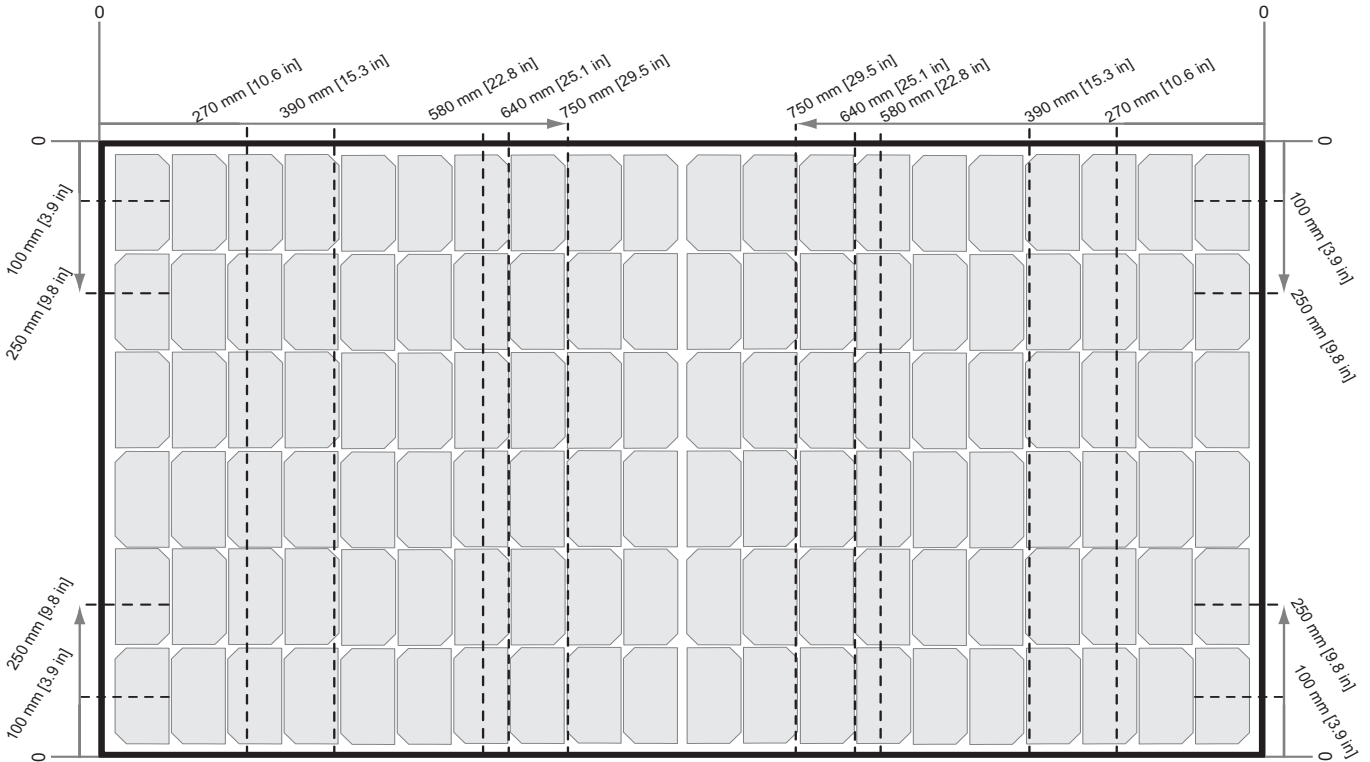 0
0
270 mm [10.6 in]
390 mm [15.3 in]
580 mm [22.8 in]
640 mm [25.1 in]
750 mm [29.5 in]
750 mm [29.5 in]
640 mm [25.1 in]
580 mm [22.8 in]
390 mm [15.3 in]
270 mm [10.6 in]
0
0
100 mm [3.9 in]
100 mm [3.9 in]
250 mm [9.8 in]
250 mm [9.8 in]
250 mm [9.8 in]
250 mm [9.8 in]
100 mm [3.9 in]
100 mm [3.9 in]
0
0